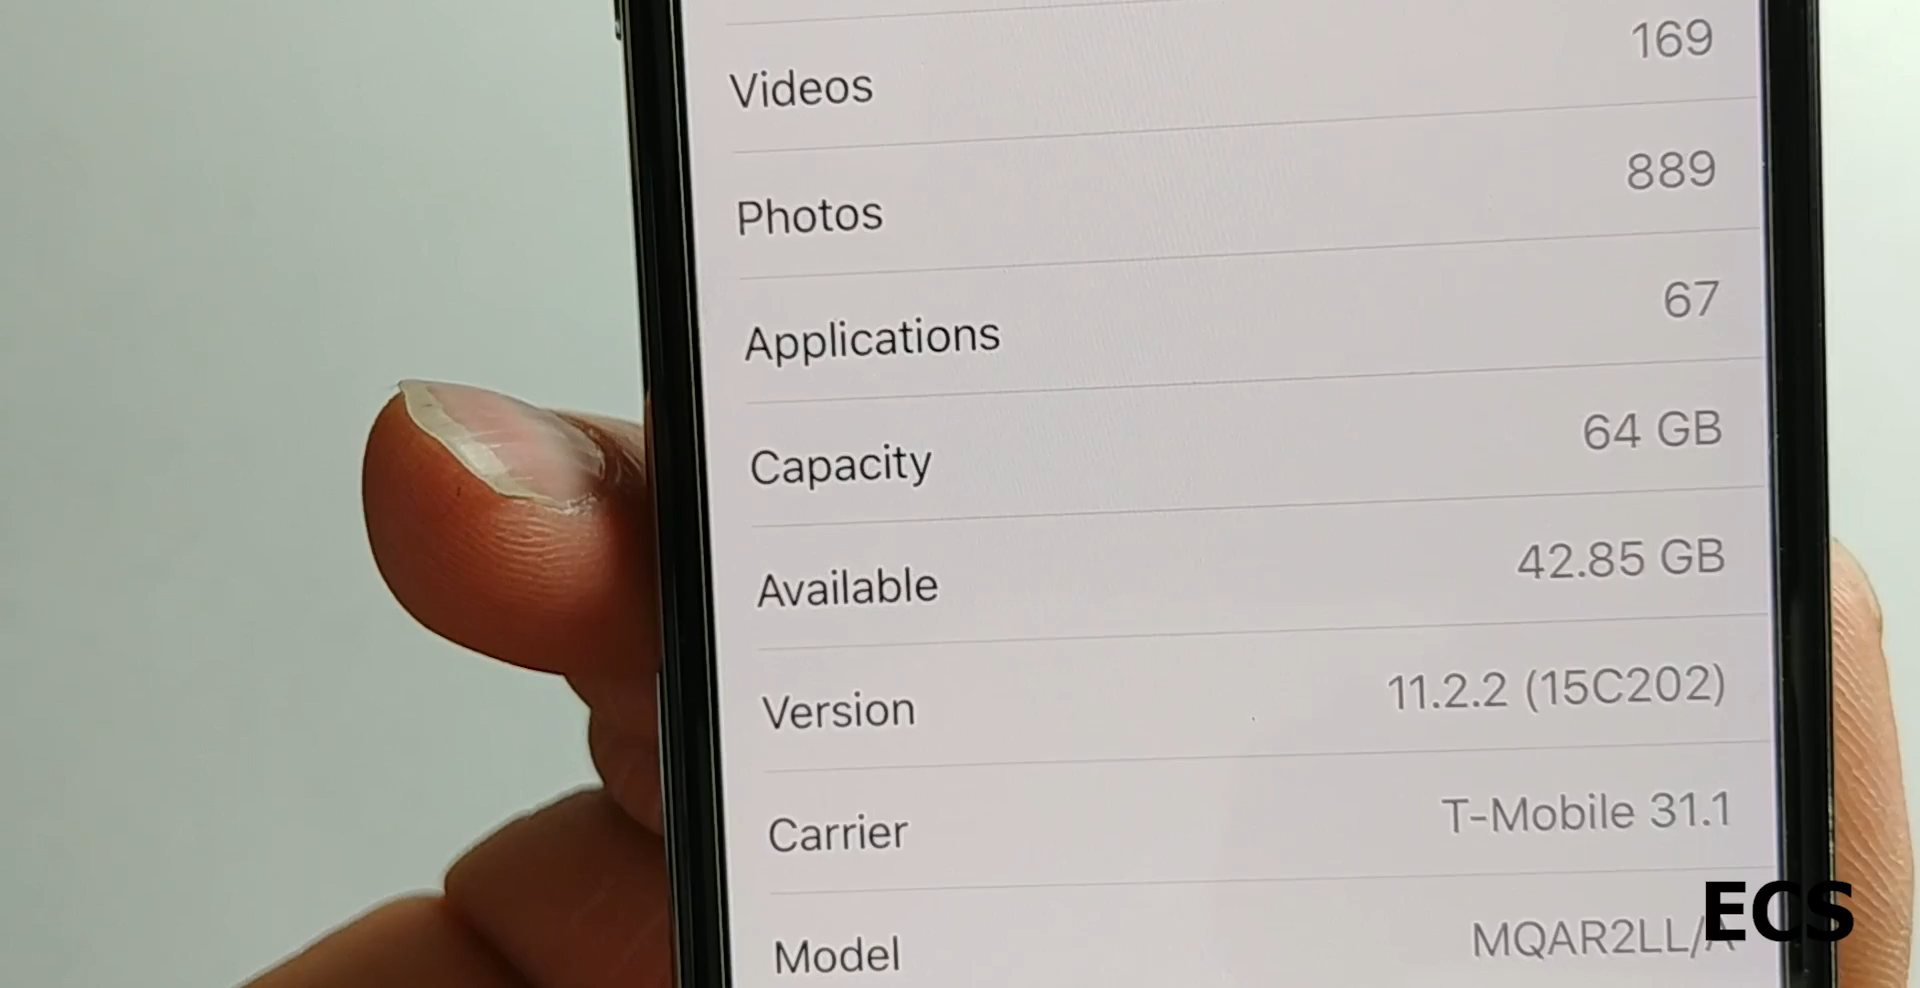 Videos 169
Photos 889
Applications 67
Capacity 64 GB
Available 42.85 GB
Version 11.2.2 (15C202)
Carrier T-Mobile 31.1
Model MQAR2LL/A
ECS